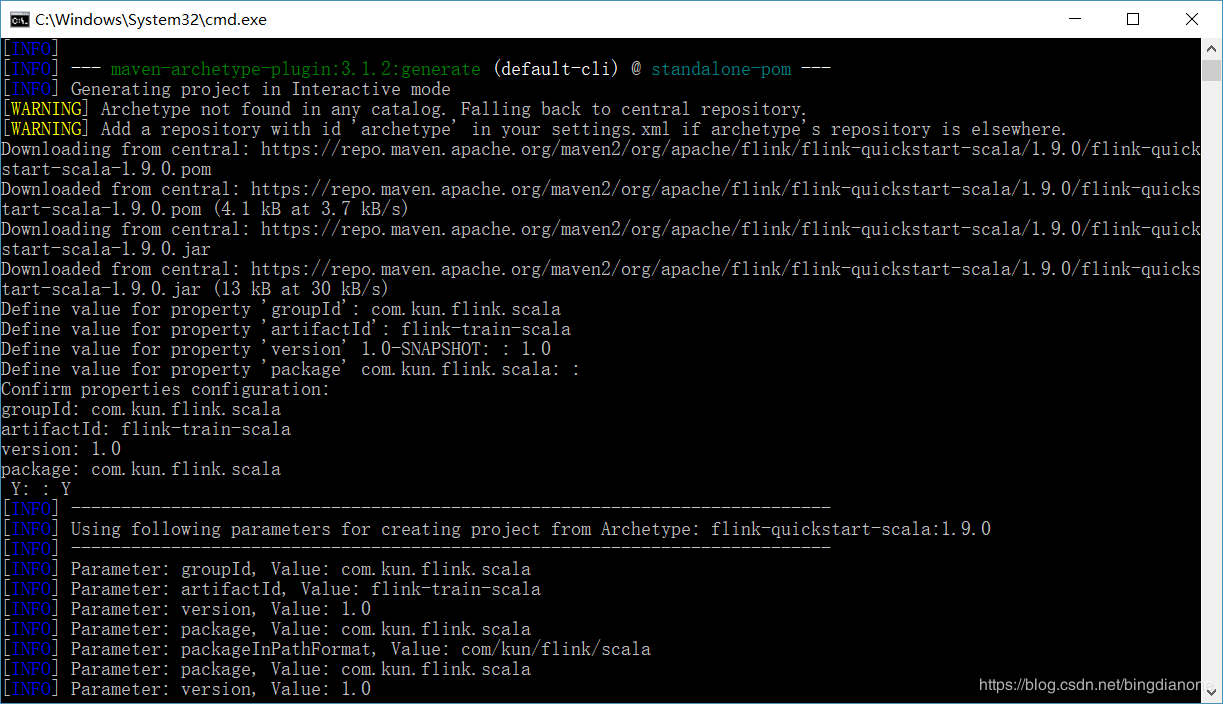 C:\Windows\System32\cmd.exe
[INFO]
[INFO] --- maven-archetype-plugin:3.1.2:generate (default-cli) @ standalone-pom ---
[INFO] Generating project in Interactive mode
[WARNING] Archetype not found in any catalog. Falling back to central repository.
[WARNING] Add a repository with id 'archetype' in your settings.xml if archetype's repository is elsewhere.
Downloading from central: https://repo.maven.apache.org/maven2/org/apache/flink/flink-quickstart-scala/1.9.0/flink-quick
start-scala-1.9.0.pom
Downloaded from central: https://repo.maven.apache.org/maven2/org/apache/flink/flink-quickstart-scala/1.9.0/flink-quicks
tart-scala-1.9.0.pom (4.1 kB at 3.7 kB/s)
Downloading from central: https://repo.maven.apache.org/maven2/org/apache/flink/flink-quickstart-scala/1.9.0/flink-quick
start-scala-1.9.0.jar
Downloaded from central: https://repo.maven.apache.org/maven2/org/apache/flink/flink-quickstart-scala/1.9.0/flink-quicks
tart-scala-1.9.0.jar (13 kB at 30 kB/s)
Define value for property 'groupId': com.kun.flink.scala
Define value for property 'artifactId': flink-train-scala
Define value for property 'version' 1.0-SNAPSHOT: : 1.0
Define value for property 'package' com.kun.flink.scala: :
Confirm properties configuration:
groupId: com.kun.flink.scala
artifactId: flink-train-scala
version: 1.0
package: com.kun.flink.scala
 Y: : Y
[INFO] ----------------------------------------------------------------------------
[INFO] Using following parameters for creating project from Archetype: flink-quickstart-scala:1.9.0
[INFO] ----------------------------------------------------------------------------
[INFO] Parameter: groupId, Value: com.kun.flink.scala
[INFO] Parameter: artifactId, Value: flink-train-scala
[INFO] Parameter: version, Value: 1.0
[INFO] Parameter: package, Value: com.kun.flink.scala
[INFO] Parameter: packageInPathFormat, Value: com/kun/flink/scala
[INFO] Parameter: package, Value: com.kun.flink.scala
[INFO] Parameter: version, Value: 1.0
https://blog.csdn.net/bingdianone